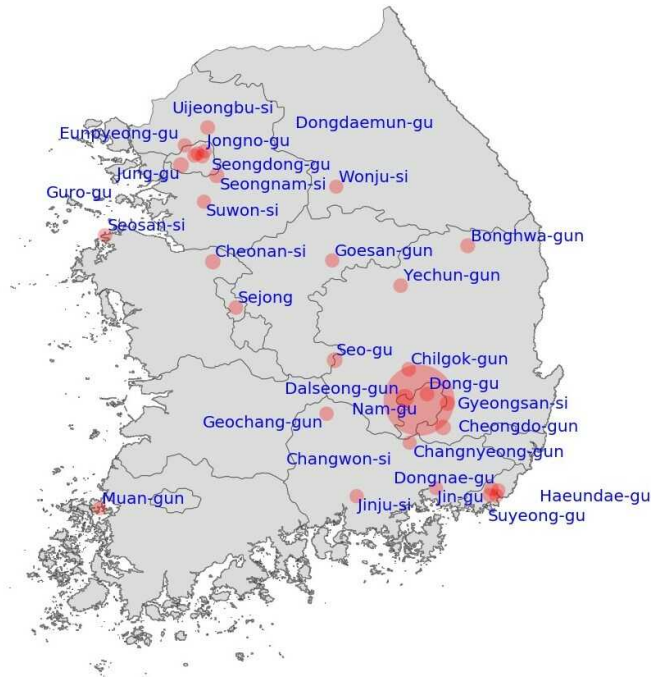 Uijeongbu-si
Dongdaemun-gu
Eunpyeong-gu
Jongno-gu
Jung-gu
Seongdong-gu
Seongnam-si
Wonju-si
Guro-gu
Suwon-si
Seosan-si
Bonghwa-gun
Cheonan-si
Goesan-gun
Yechun-gun
Sejong
Seo-gu
Chilgok-gun
Dalseong-gun
Dong-gu
Nam-gu
Gyeongsan-si
Geochang-gun
Cheongdo-gun
Changnyeong-gun
Changwon-si
Dongnae-gu
Muan-gun
Jinju-si
Jin-gu
Haeundae-gu
Suyeong-gu